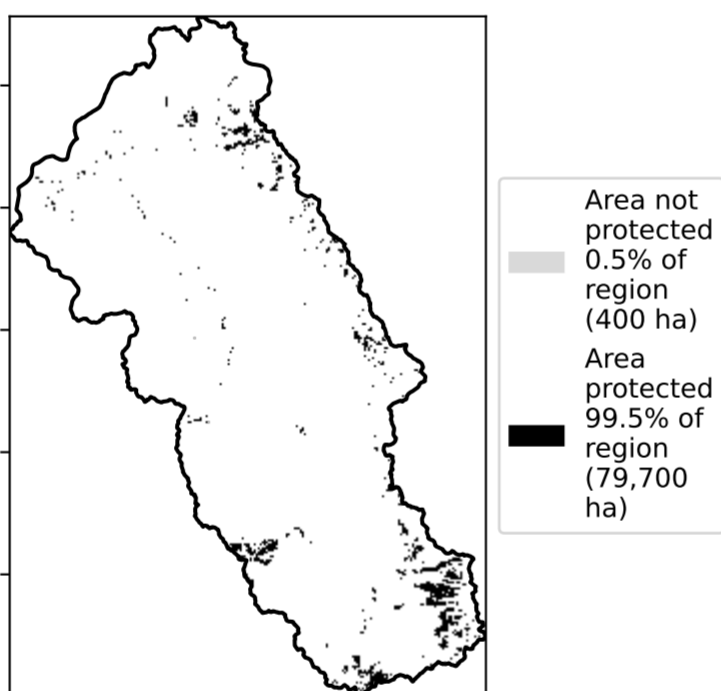 Area not
protected
0.5% of
region
(400 ha)
Area
protected
99.5% of
region
(79,700
ha)